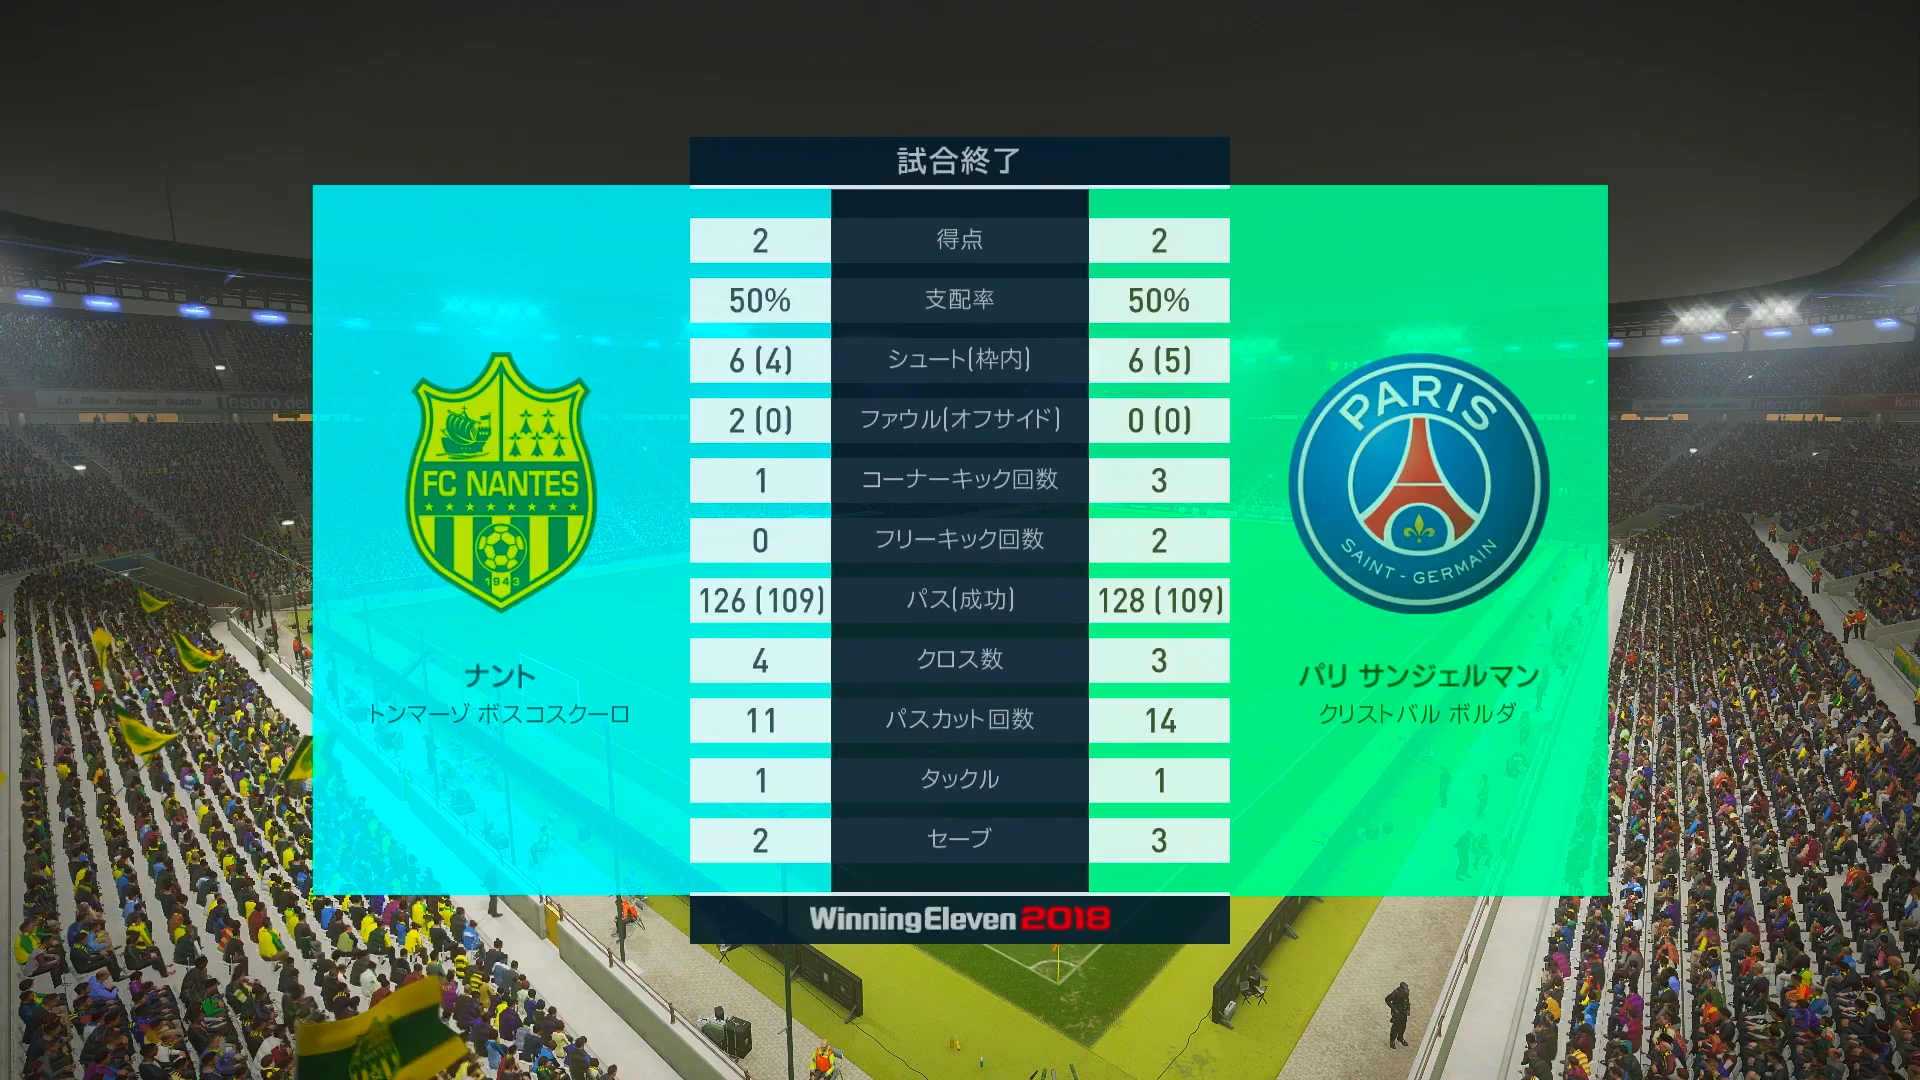 試合終了
2 得点 2
50% 支配率 50%
6 (4) シュート(枠内) 6 (5)
2 (0) ファウル(オフサイド) 0 (0)
1 コーナーキック回数 3
0 フリーキック回数 2
126 (109) パス(成功) 128 (109)
4 クロス数 3
11 パスカット回数 14
1 タックル 1
2 セーブ 3
FC NANTES
1943
ナント
トンマーゾ ボスコスクーロ
PARIS
SAINT - GERMAIN
パリ サンジェルマン
クリストバル ボルダ
Winning Eleven 2018
Tesoro del